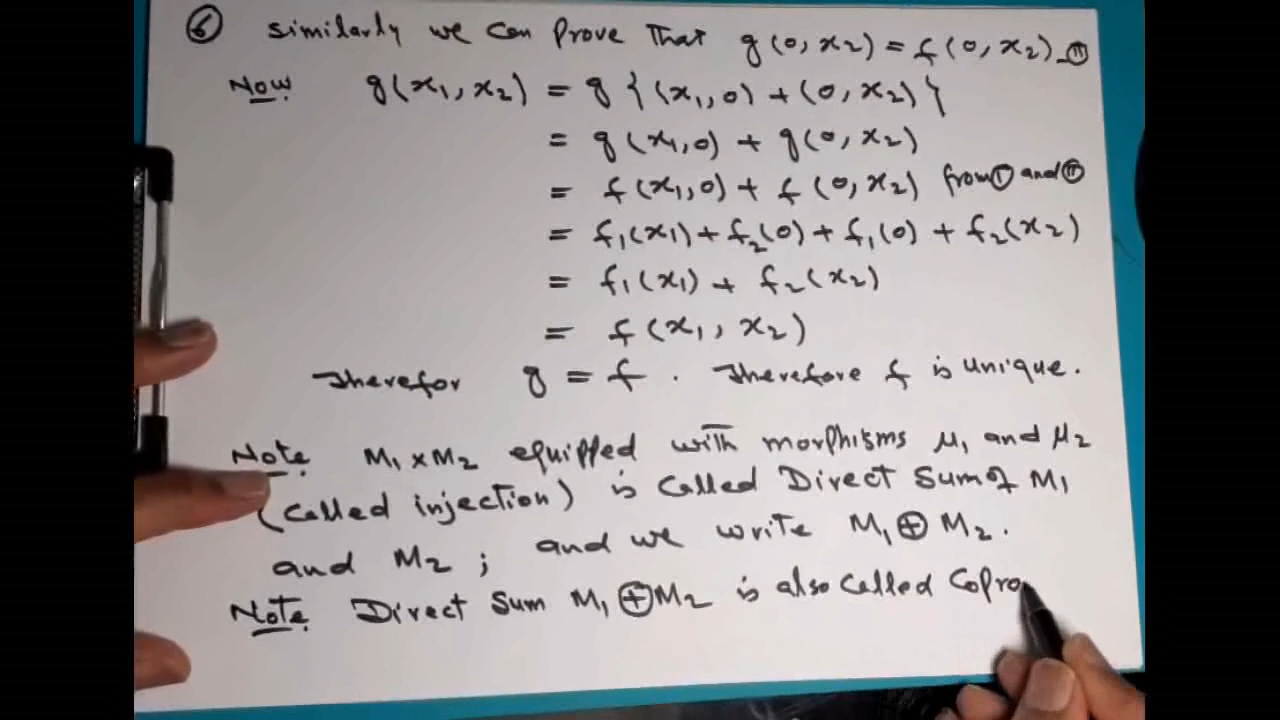 ⑥ Similarly we can prove that g(0, x2) = f(0, x2) - Ⅱ
Now g(x1, x2) = g {(x1, 0) + (0, x2)}
= g(x1, 0) + g(0, x2)
= f(x1, 0) + f(0, x2) from Ⓘ and Ⅱ
= f1(x1) + f2(0) + f1(0) + f2(x2)
= f1(x1) + f2(x2)
= f(x1, x2)
Therefor g = f . Therefore f is unique.
Note M1 × M2 equipped with morphisms μ1 and μ2
(called injection) is called Direct Sum of M1
and M2 ; and we write M1 ⊕ M2 .
Note: Direct Sum M1 ⊕ M2 is also called Copro